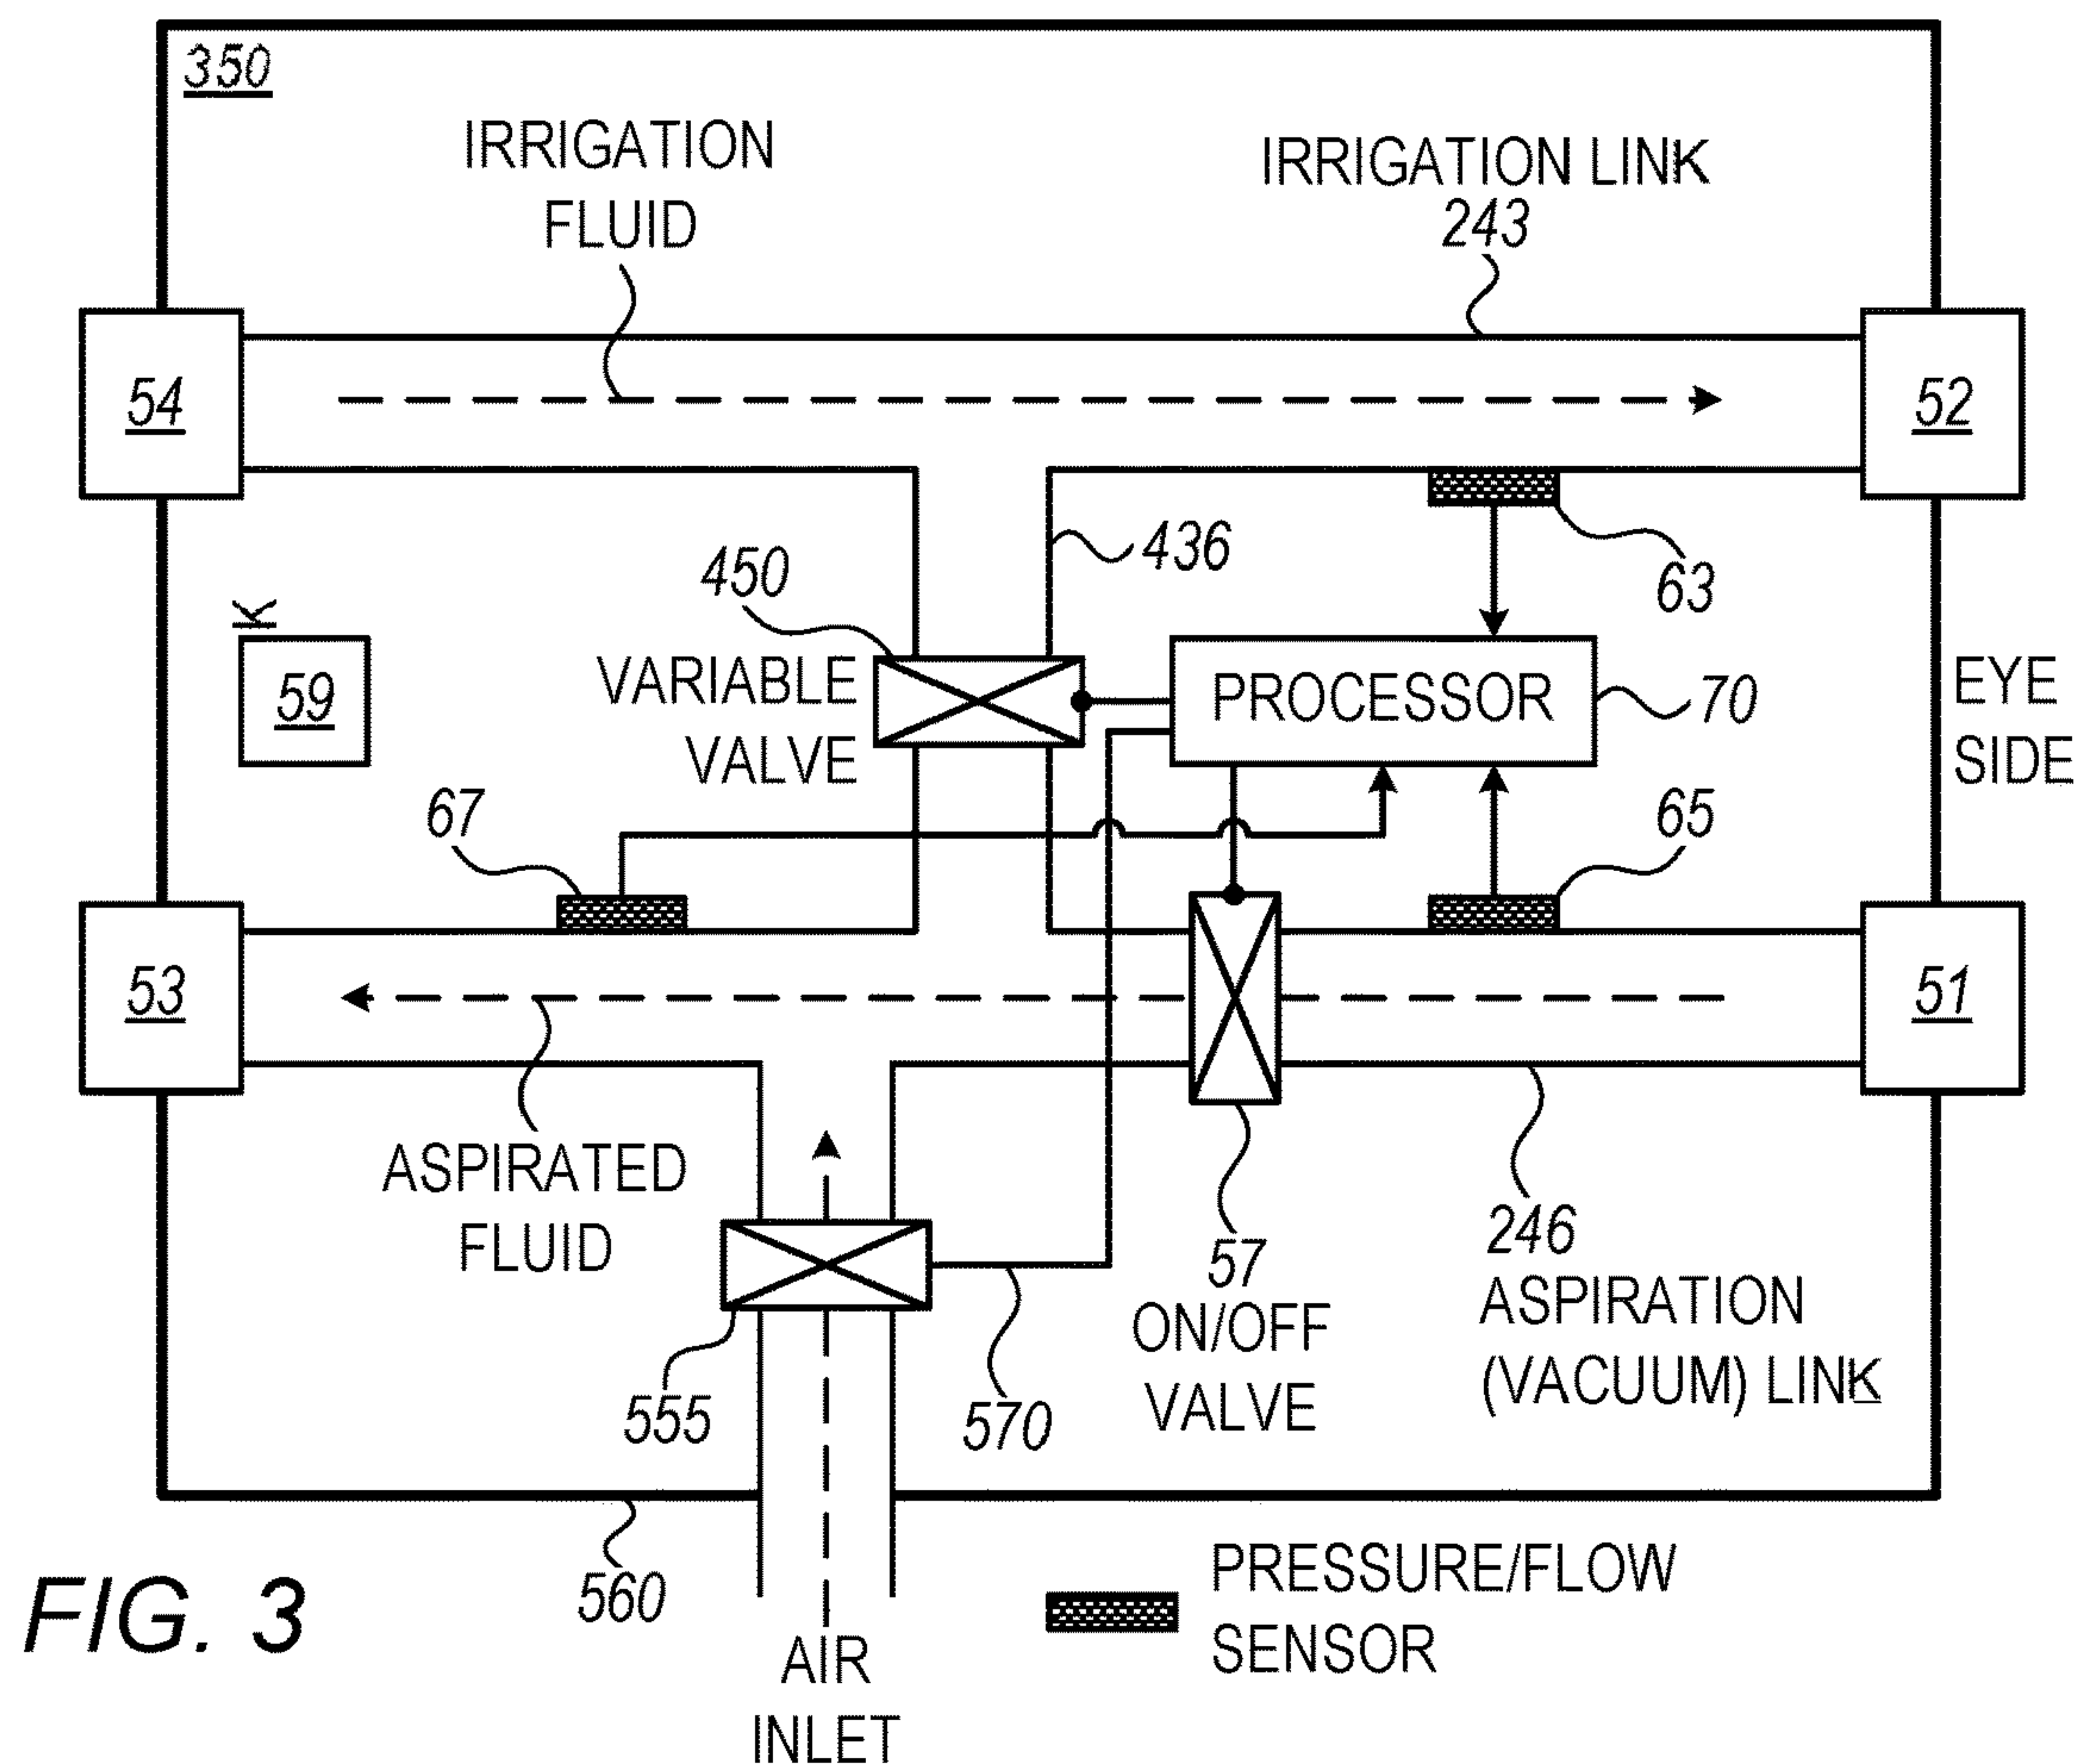 350
IRRIGATION
FLUID
IRRIGATION LINK
243
54
52
436
450
63
K
59
VARIABLE
VALVE
PROCESSOR
70
EYE
SIDE
67
65
53
51
ASPIRATED
FLUID
246
ASPIRATION
(VACUUM) LINK
57
ON/OFF
VALVE
555
570
560
PRESSURE/FLOW
SENSOR
AIR
INLET
FIG. 3